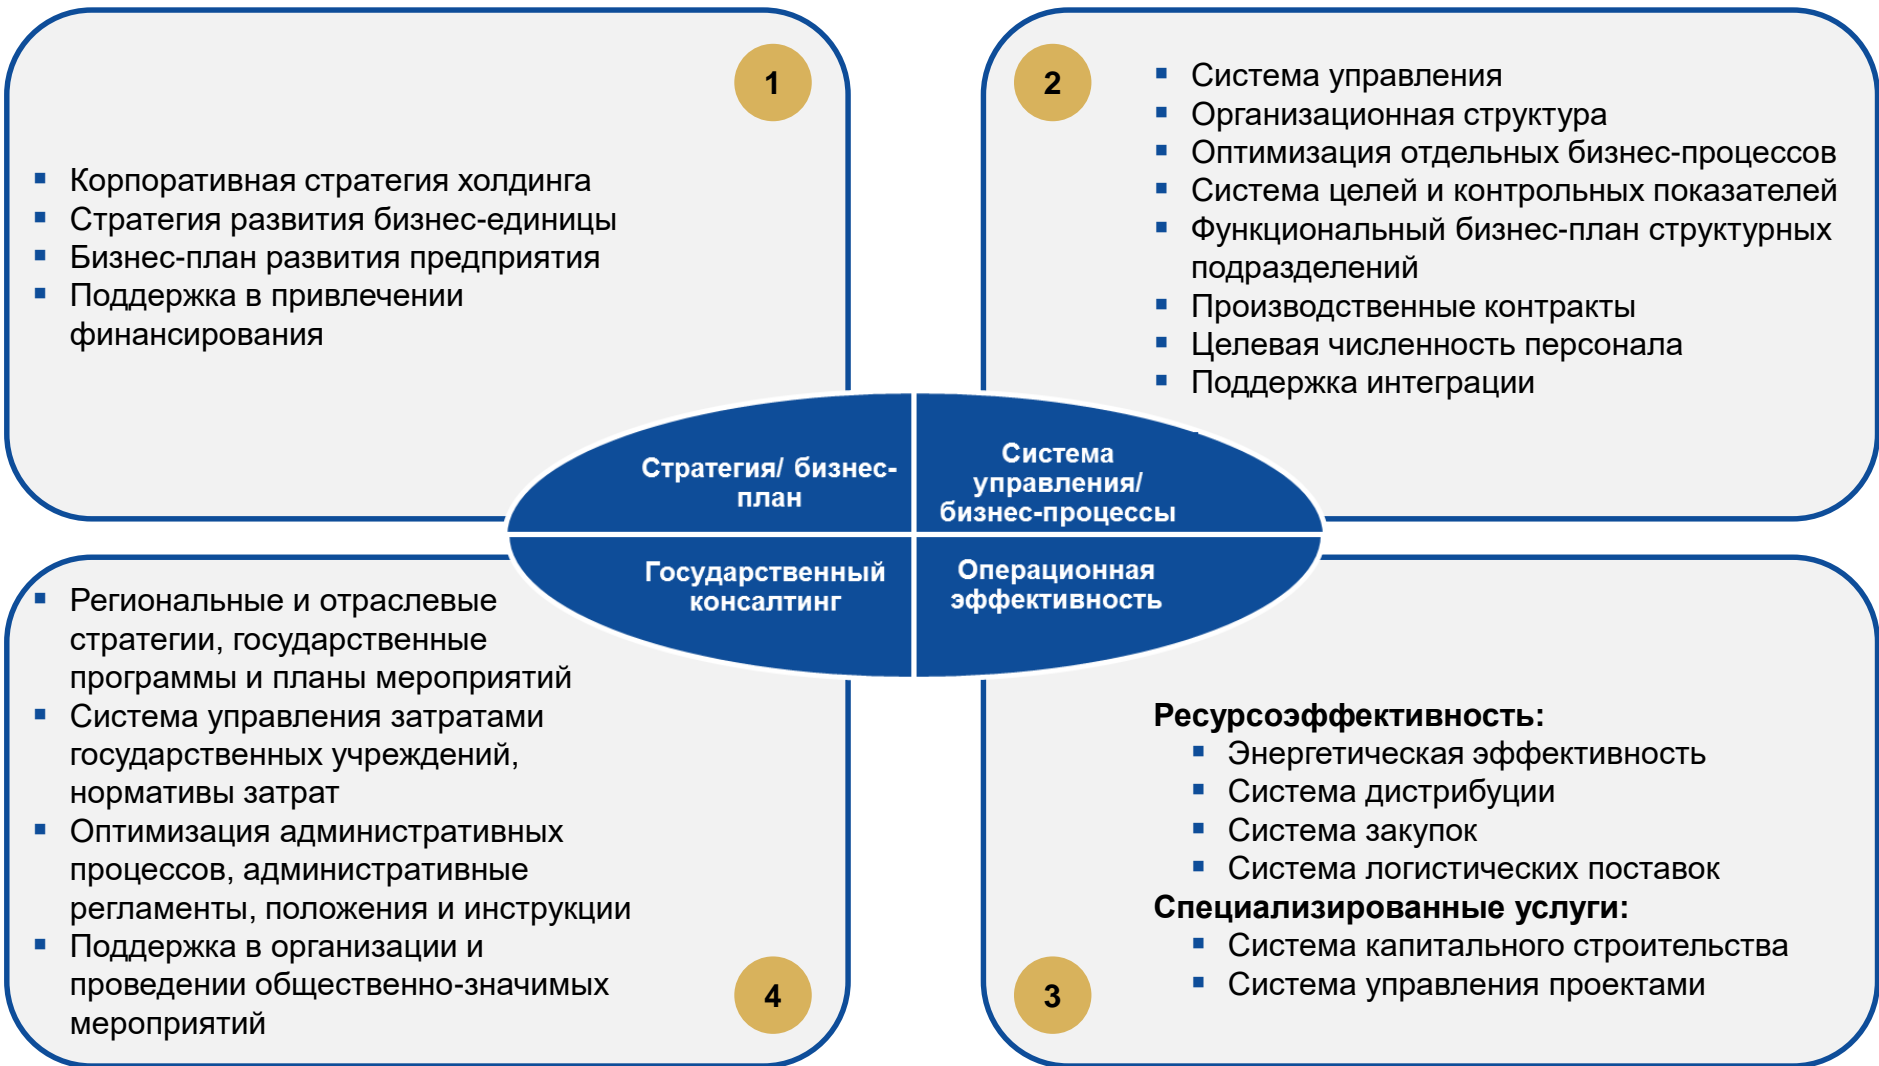 1
Корпоративная стратегия холдинга
Стратегия развития бизнес-единицы
Бизнес-план развития предприятия
Поддержка в привлечении
финансирования
2
Система управления
Организационная структура
Оптимизация отдельных бизнес-процессов
Система целей и контрольных показателей
Функциональный бизнес-план структурных
подразделений
Производственные контракты
Целевая численность персонала
Поддержка интеграции
Стратегия/ бизнес-
план
Система
управления/
бизнес-процессы
Государственный
консалтинг
Операционная
эффективность
Региональные и отраслевые
стратегии, государственные
программы и планы мероприятий
Система управления затратами
государственных учреждений,
нормативы затрат
Оптимизация административных
процессов, административные
регламенты, положения и инструкции
Поддержка в организации и
проведении общественно-значимых
мероприятий
4
Ресурсоэффективность:
Энергетическая эффективность
Система дистрибуции
Система закупок
Система логистических поставок
Специализированные услуги:
Система капитального строительства
Система управления проектами
3